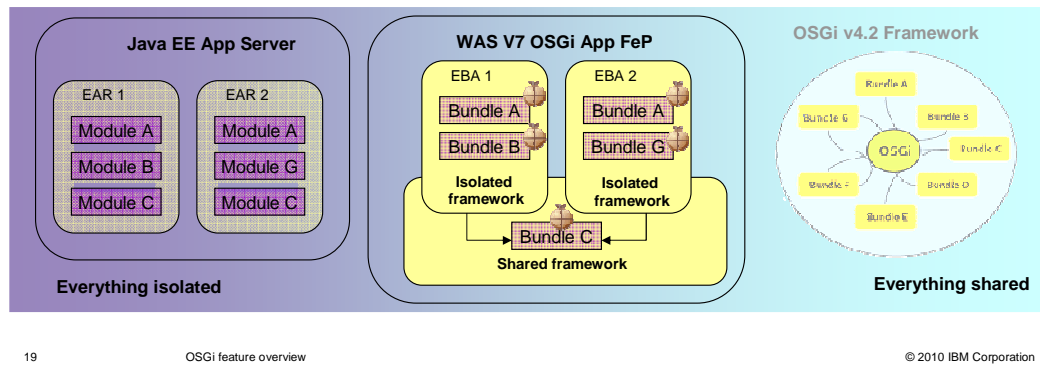 Java EE App Server
EAR 1
Module A
Module B
Module C
EAR 2
Module A
Module G
Module C
Everything isolated
WAS V7 OSGi App FeP
EBA 1
Bundle A
Bundle B
Isolated
framework
EBA 2
Bundle A
Bundle G
Isolated
framework
Bundle C
Shared framework
OSGi v4.2 Framework
Bundle A
Bundle B
Bundle C
Bundle D
Bundle E
Bundle F
OSGi
Everything shared
19
OSGi feature overview
© 2010 IBM Corporation